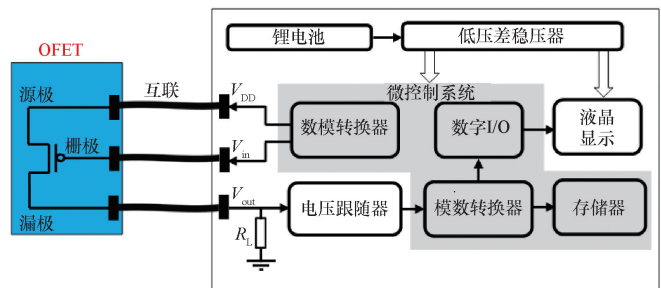 OFET
锂电池
低压差稳压器
源极
互联
VDD
微控制系统
数模转换器
数字I/O
液晶
显示
栅极
Vin
漏极
Vout
RL
电压跟随器
模数转换器
存储器